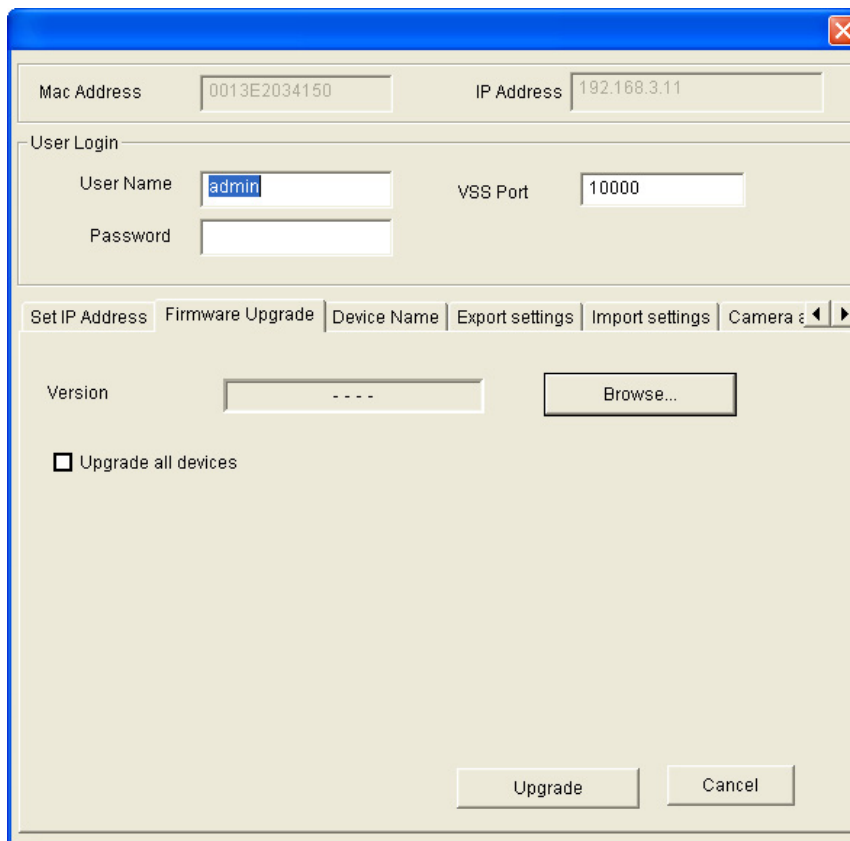 Mac Address 0013E2034150 IP Address 192.168.3.11
User Login
User Name admin VSS Port 10000
Password
Set IP Address Firmware Upgrade Device Name Export settings Import settings Camera
Version - - - - Browse...
Upgrade all devices
Upgrade Cancel